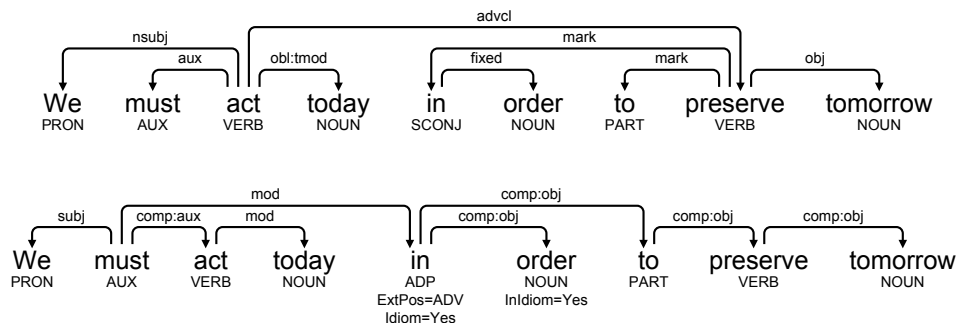 advcl
nsubj mark
aux obl:tmod fixed mark obj
We must act today in order to preserve tomorrow
PRON AUX VERB NOUN SCONJ NOUN PART VERB NOUN
mod comp:obj
subj comp:aux mod comp:obj comp:obj comp:obj
We must act today in order to preserve tomorrow
PRON AUX VERB NOUN ADP NOUN PART VERB NOUN
ExtPos=ADV InIdiom=Yes
Idiom=Yes